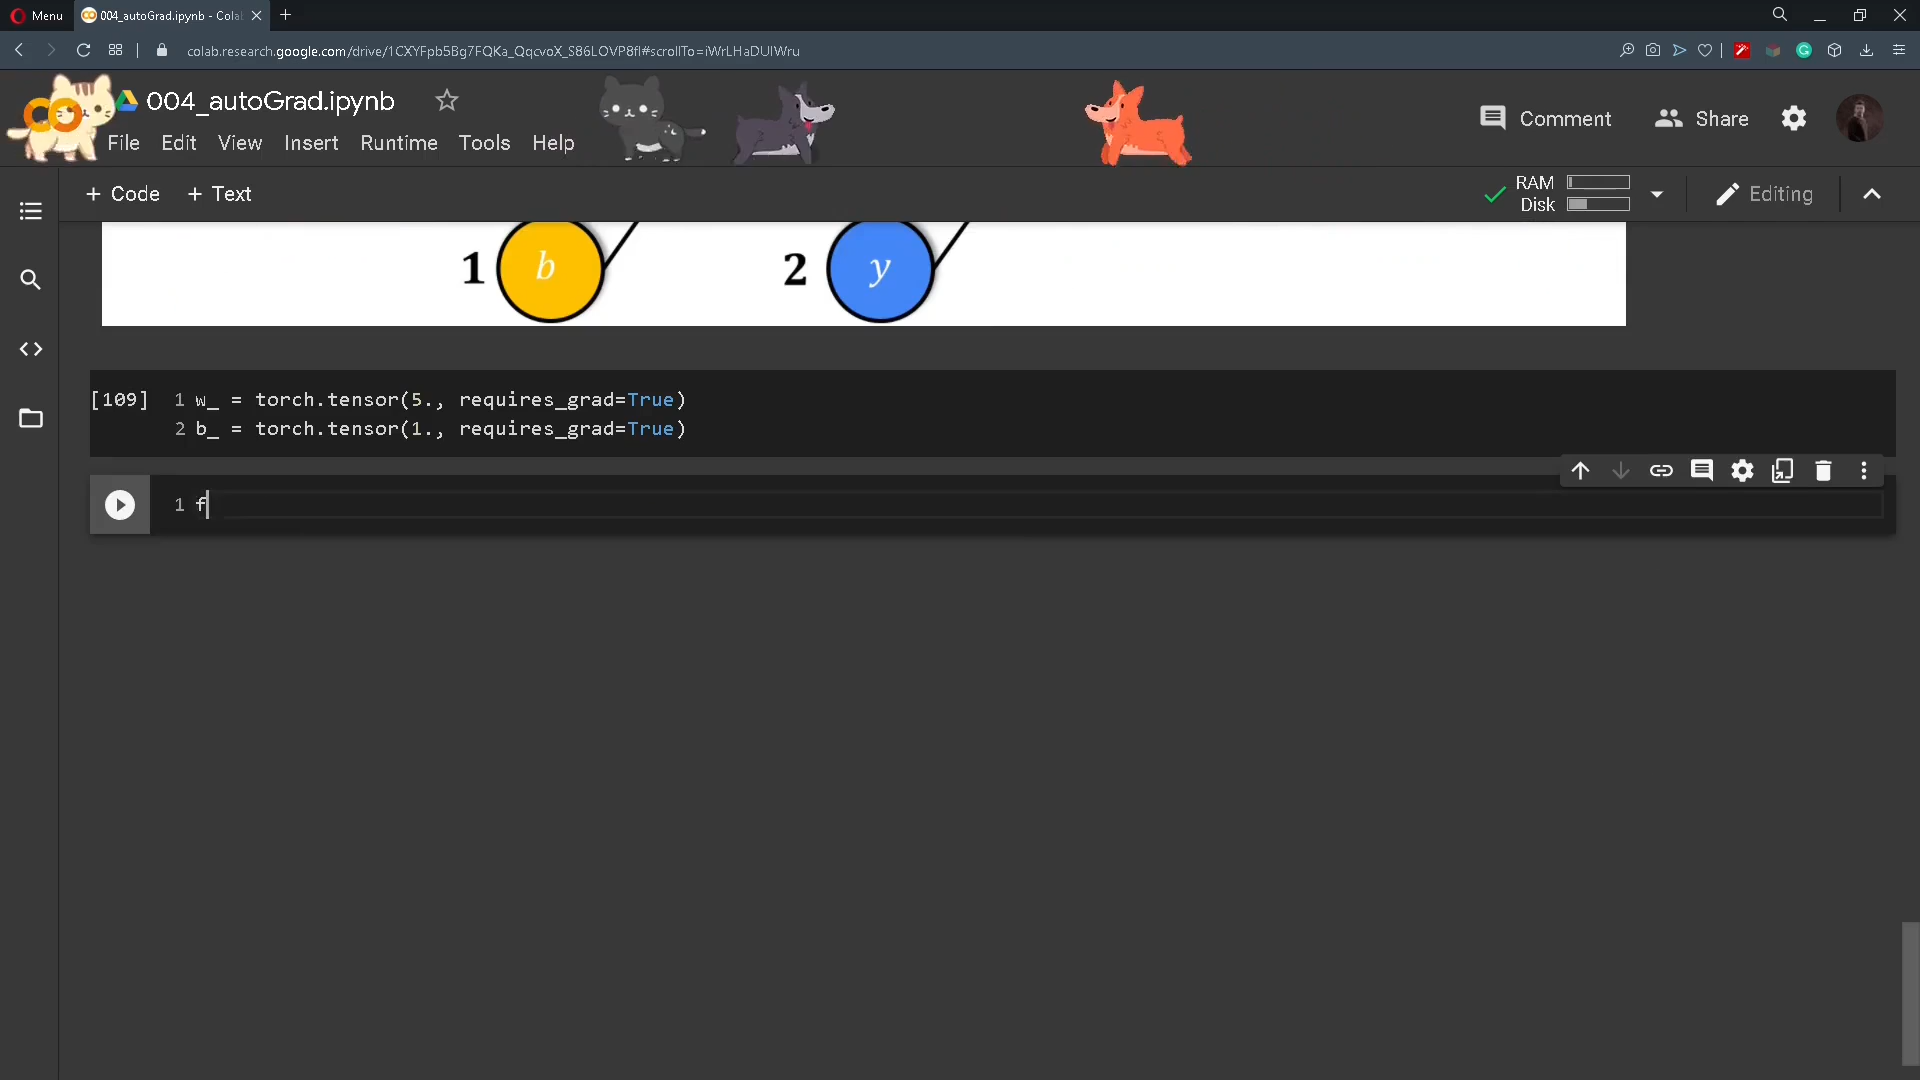 Menu
004_autoGrad.ipynb - Cola
colab.research.google.com/drive/1CXYFpb5Bg7FQKa_QqcvoX_S86LOVP8fl#scrollTo=iWrLHaDUIWru
004_autoGrad.ipynb
File Edit View Insert Runtime Tools Help
Comment
Share
+ Code + Text
RAM
Disk
Editing
1 b 2 y
[109] 1 w_ = torch.tensor(5., requires_grad=True)
2 b_ = torch.tensor(1., requires_grad=True)
1 f